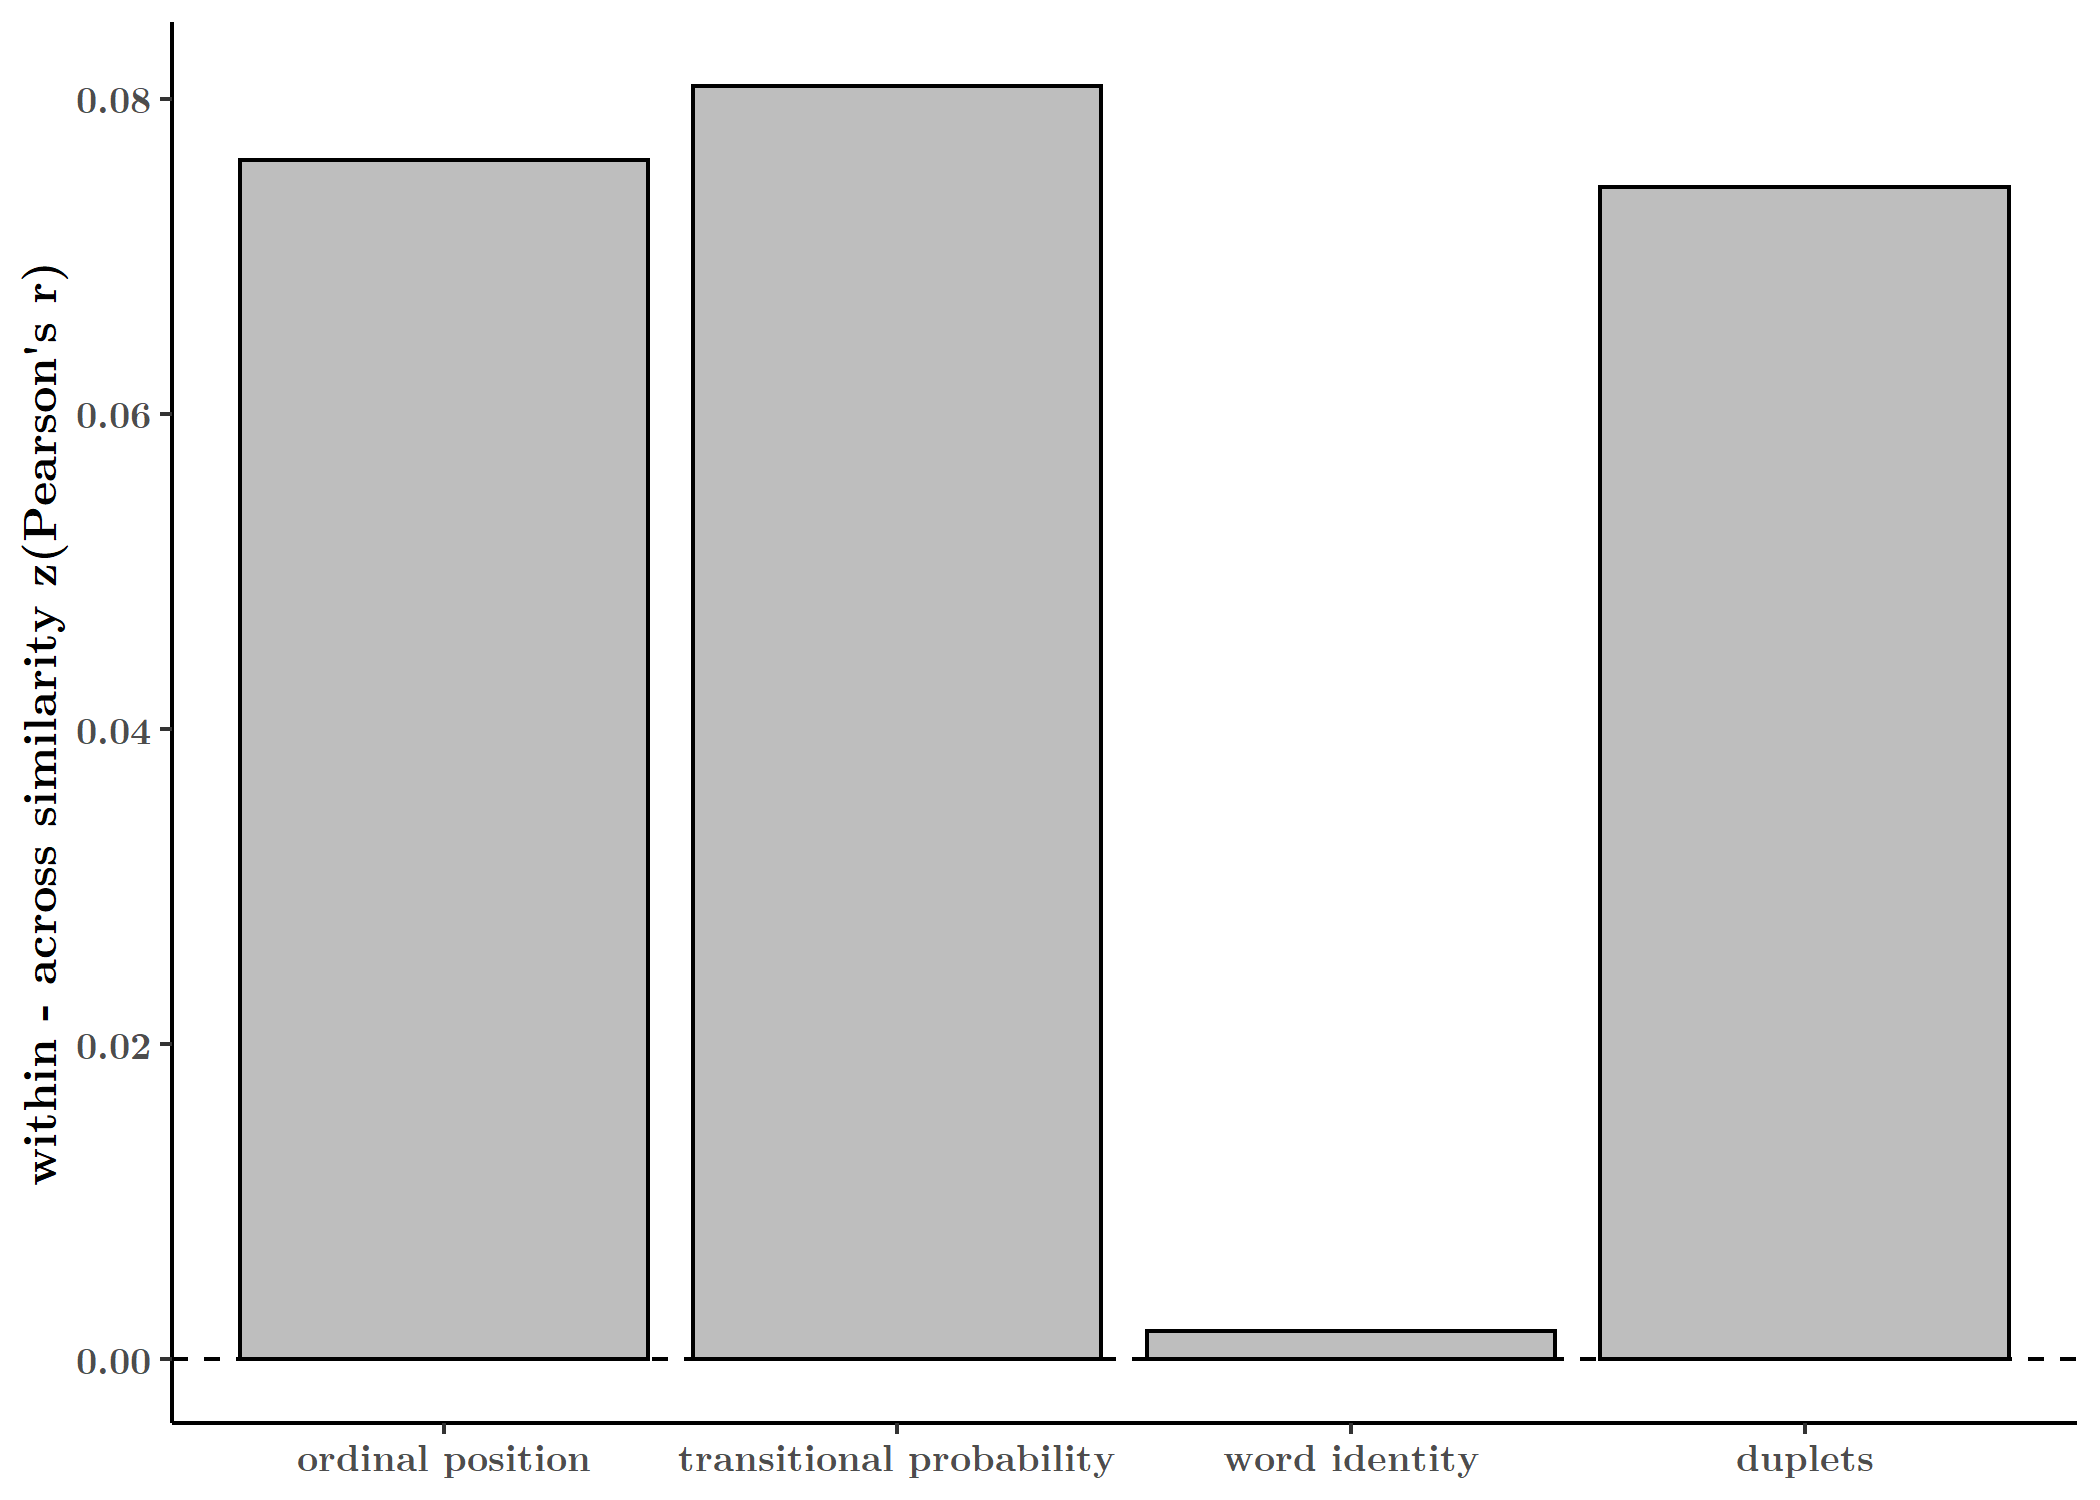 within - across similarity z(Pearson's r)
0.08
0.06
0.04
0.02
0.00
ordinal position
transitional probability
word identity
duplets